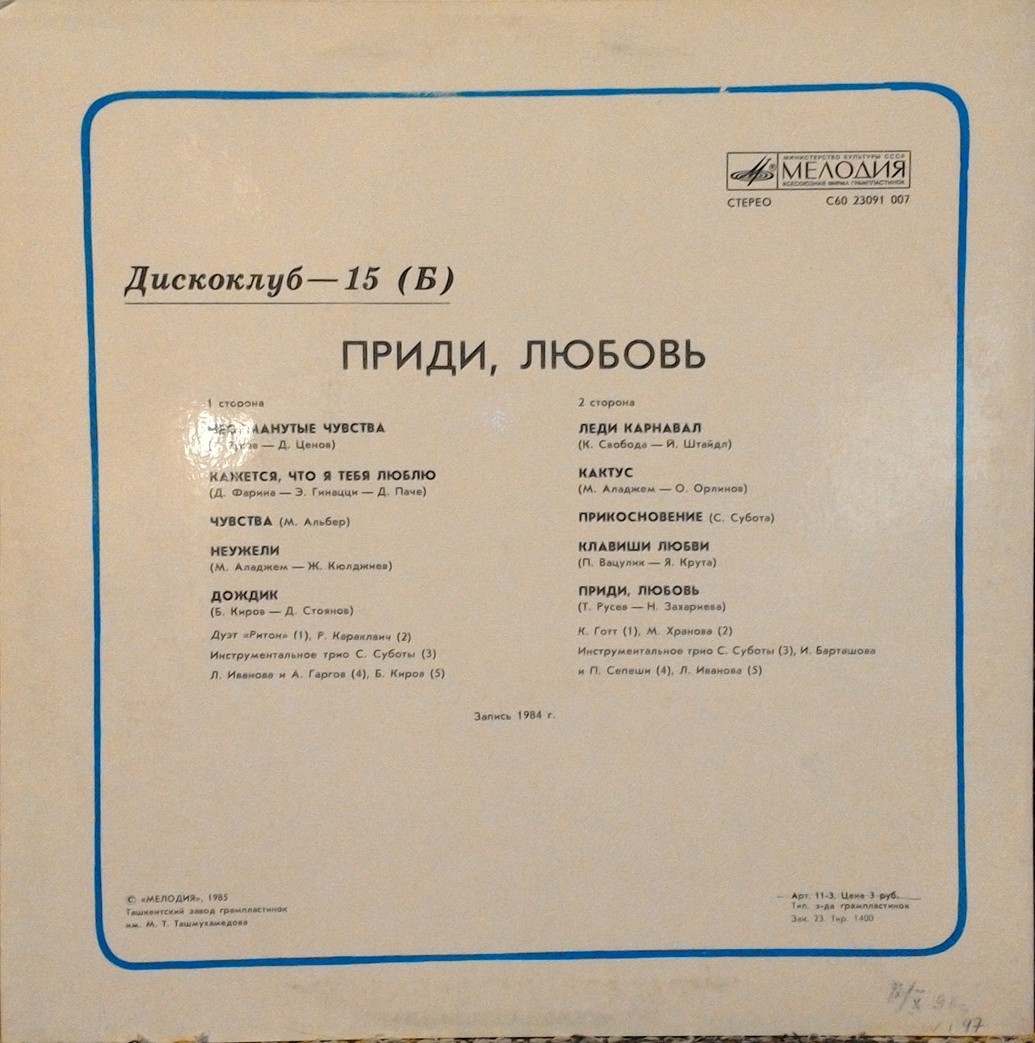 МИНИСТЕРСТВО КУЛЬТУРЫ СССР
МЕЛОДИЯ
ВСЕСОЮЗНАЯ ФИРМА ГРАМПЛАСТИНОК
СТЕРЕО С60 23091 007
Дискоклуб—15 (Б)
ПРИДИ, ЛЮБОВЬ
1 сторона
ЧУВСТВА
— Д. Ценов)
КАЖЕТСЯ, ЧТО Я ТЕБЯ ЛЮБЛЮ
(Д. Фарина — Э. Гинацци — Д. Паче)
ЧУВСТВА (М. Альбер)
НЕУЖЕЛИ
(М. Аладжем — Ж. Кюлджиев)
ДОЖДИК
(Б. Киров — Д. Стоянов)
Дуэт «Ритон» (1), Р. Караклаич (2)
Инструментальное трио С. Суботы (3)
Л. Иванова и А. Гаргов (4), Б. Киров (5)
2 сторона
ЛЕДИ КАРНАВАЛ
(К. Свобода — Й. Штайдл)
КАКТУС
(М. Аладжем — О. Орлинов)
ПРИКОСНОВЕНИЕ (С. Субота)
КЛАВИШИ ЛЮБВИ
(П. Вацулик — Я. Крута)
ПРИДИ, ЛЮБОВЬ
(Т. Русев — Н. Захариева)
К. Готт (1), М. Хранова (2)
Инструментальное трио С. Суботы (3), И. Барташова
и П. Сепеши (4), Л. Иванова (5)
Запись 1984 г.
© «МЕЛОДИЯ», 1985
Ташкентский завод грампластинок
им. М. Т. Ташмухамедова
Арт. 11-3. Цена 3 руб.
Тип. з-да грампластинок
Зак. 23. Тир. 1400
97